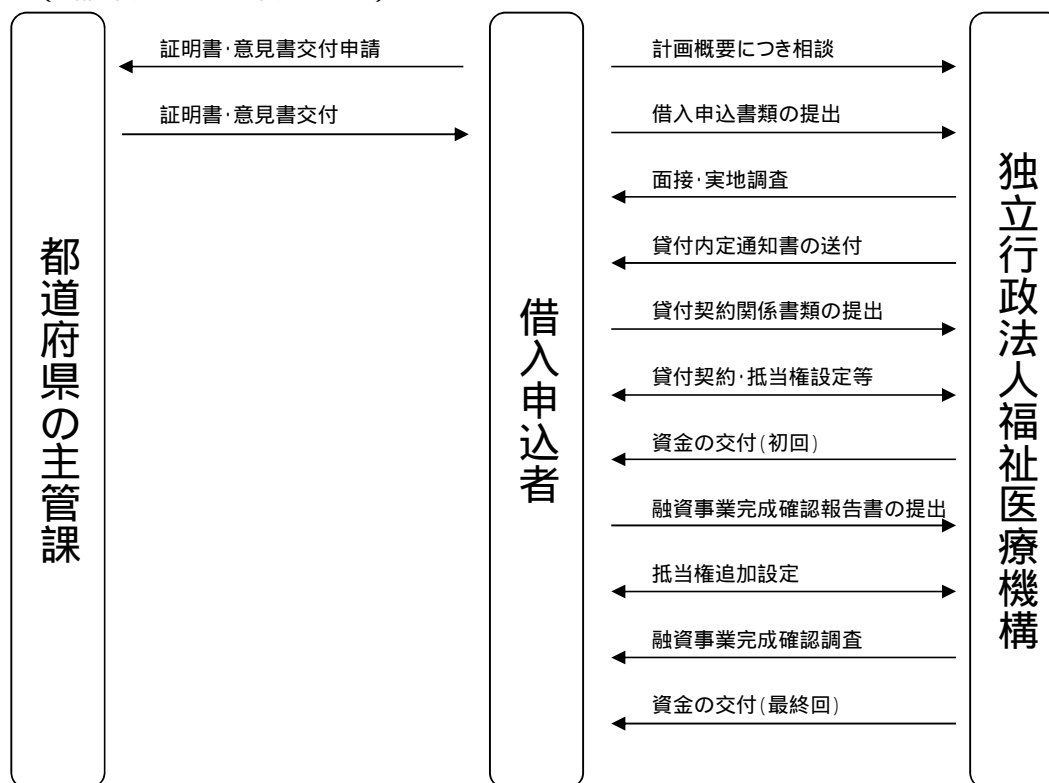 都道府県の主管課
証明書･意見書交付申請
証明書･意見書交付
借入申込者
計画概要につき相談
借入申込書類の提出
面接･実地調査
貸付内定通知書の送付
貸付契約関係書類の提出
貸付契約･抵当権設定等
資金の交付(初回)
融資事業完成確認報告書の提出
抵当権追加設定
融資事業完成確認調査
資金の交付(最終回)
独立行政法人福祉医療機構